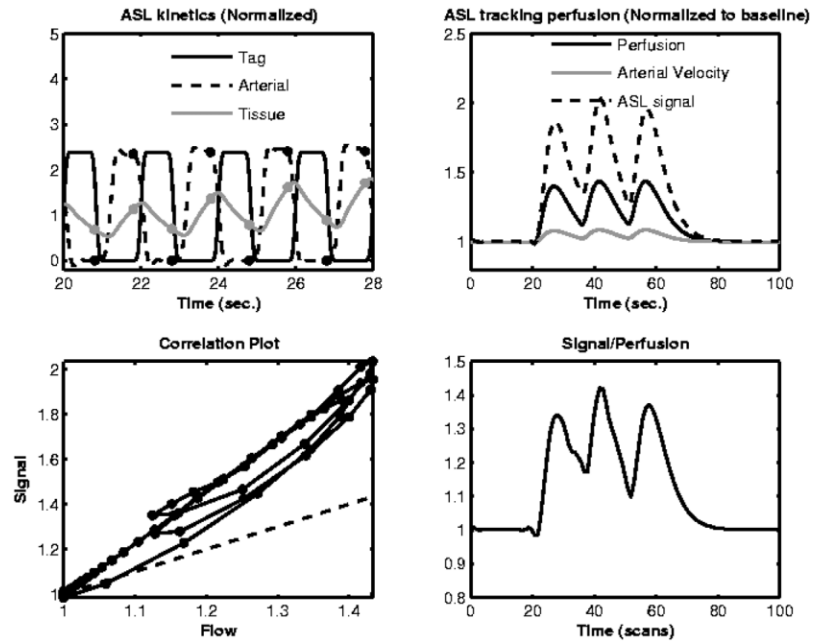 ASL kinetics (Normalized)
5
4
3
2
1
0
Tag
Arterial
Tissue
20 22 24 26 28
Time (sec.)
ASL tracking perfusion (Normalized to baseline)
2.5
2
1.5
1
Perfusion
Arterial Velocity
ASL signal
0 20 40 60 80 100
Time (sec.)
Correlation Plot
2
1.8
1.6
1.4
1.2
1
Signal
1 1.1 1.2 1.3 1.4
Flow
Signal/Perfusion
1.5
1.4
1.3
1.2
1.1
1
0.9
0.8
0 20 40 60 80 100
Time (scans)